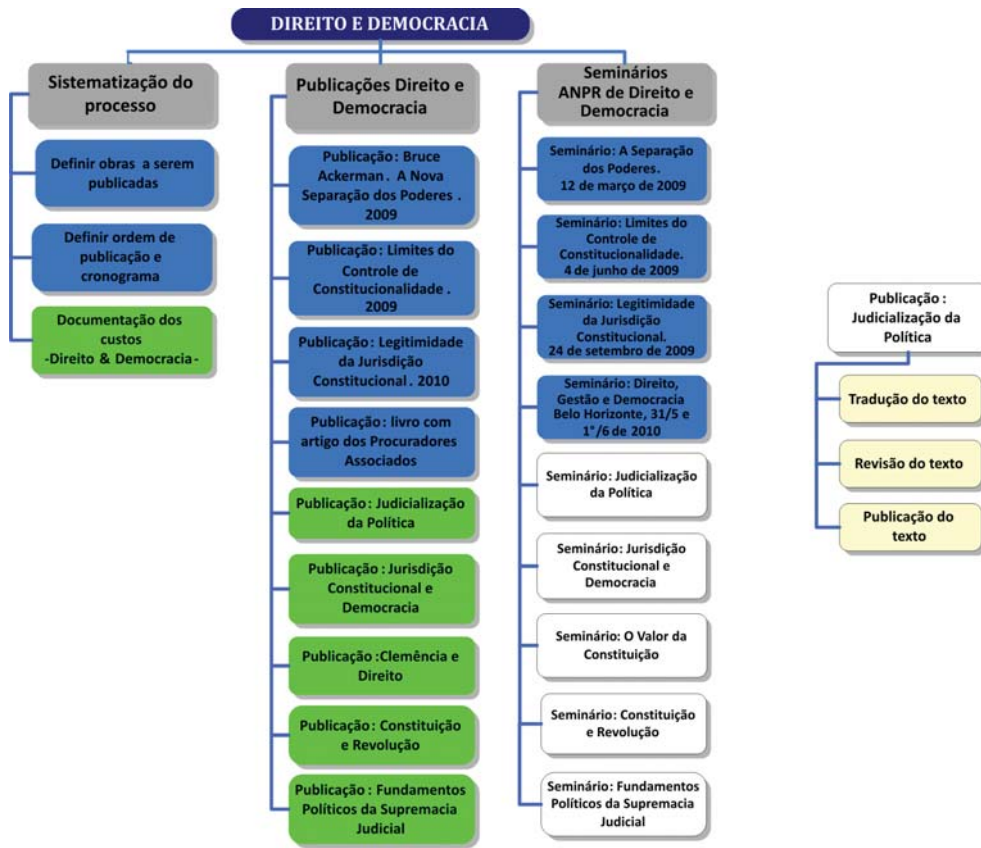 DIREITO E DEMOCRACIA
Sistematização do
processo
Definir obras a serem
publicadas
Definir ordem de
publicação e
cronograma
Documentação dos
custos
-Direito & Democracia-
Publicações Direito e
Democracia
Publicação: Bruce
Ackerman. A Nova
Separação dos Poderes .
2009
Publicação: Limites do
Controle de
Constitucionalidade .
2009
Publicação: Legitimidade
da Jurisdição
Constitucional. 2010
Publicação: livro com
artigo dos Procuradores
Associados
Publicação: Judicialização
da Política
Publicação: Jurisdição
Constitucional e
Democracia
Publicação :Clemência e
Direito
Publicação : Constituição
e Revolução
Publicação : Fundamentos
Políticos da Supremacia
Judicial
Seminários
ANPR de Direito e
Democracia
Seminário: A Separação
dos Poderes.
12 de março de 2009
Seminário: Limites do
Controle de
Constitucionalidade.
4 de junho de 2009
Seminário: Legitimidade
da Jurisdição
Constitucional.
24 de setembro de 2009
Seminário: Direito,
Gestão e Democracia
Belo Horizonte, 31/5 e
1°/6 de 2010
Seminário: Judicialização
da Política
Seminário: Jurisdição
Constitucional e
Democracia
Seminário: O Valor da
Constituição
Seminário: Constituição
e Revolução
Seminário: Fundamentos
Políticos da Supremacia
Judicial
Publicação :
Judicialização da
Política
Tradução do texto
Revisão do texto
Publicação do
texto